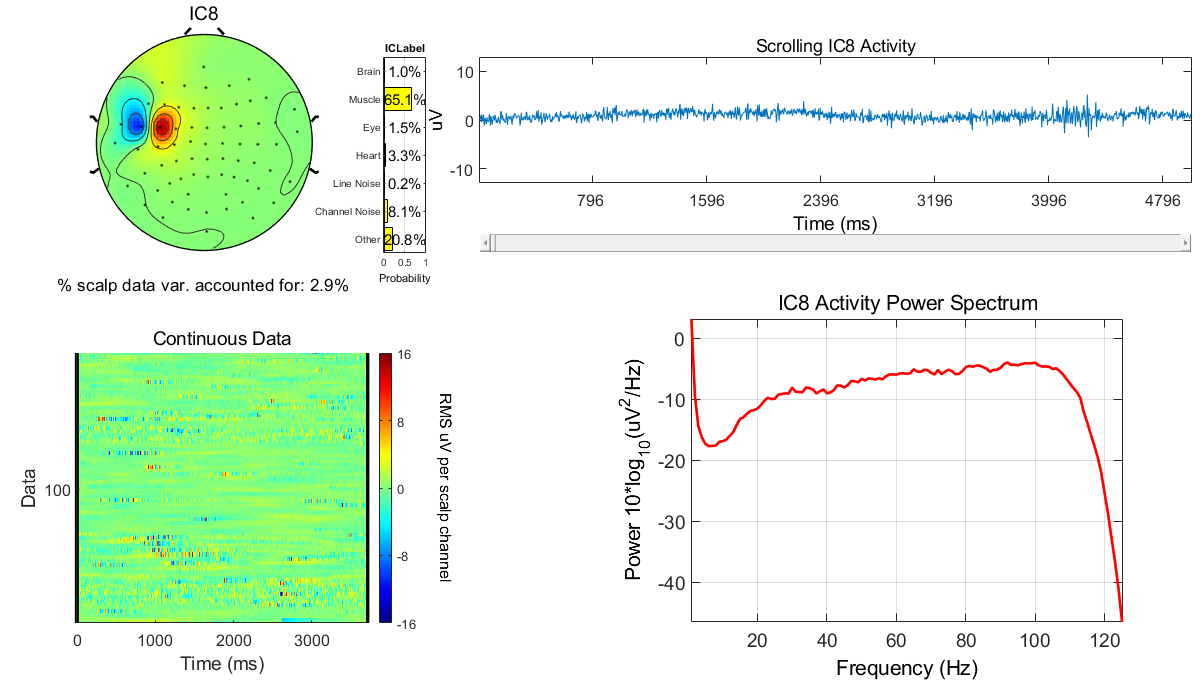 IC8
ICLabel
Brain 1.0%
Muscle 65.1%
Eye 1.5%
Heart 3.3%
Line Noise 0.2%
Channel Noise 8.1%
Other 20.8%
0 0.5 1
Probability
% scalp data var. accounted for: 2.9%
Scrolling IC8 Activity
uV
10
0
-10
796 1596 2396 3196 3996 4796
Time (ms)
Continuous Data
Data
100
0 1000 2000 3000
Time (ms)
16
8
0
-8
-16
RMS uV per scalp channel
IC8 Activity Power Spectrum
Power 10*log10(uV2/Hz)
0
-10
-20
-30
-40
20 40 60 80 100 120
Frequency (Hz)